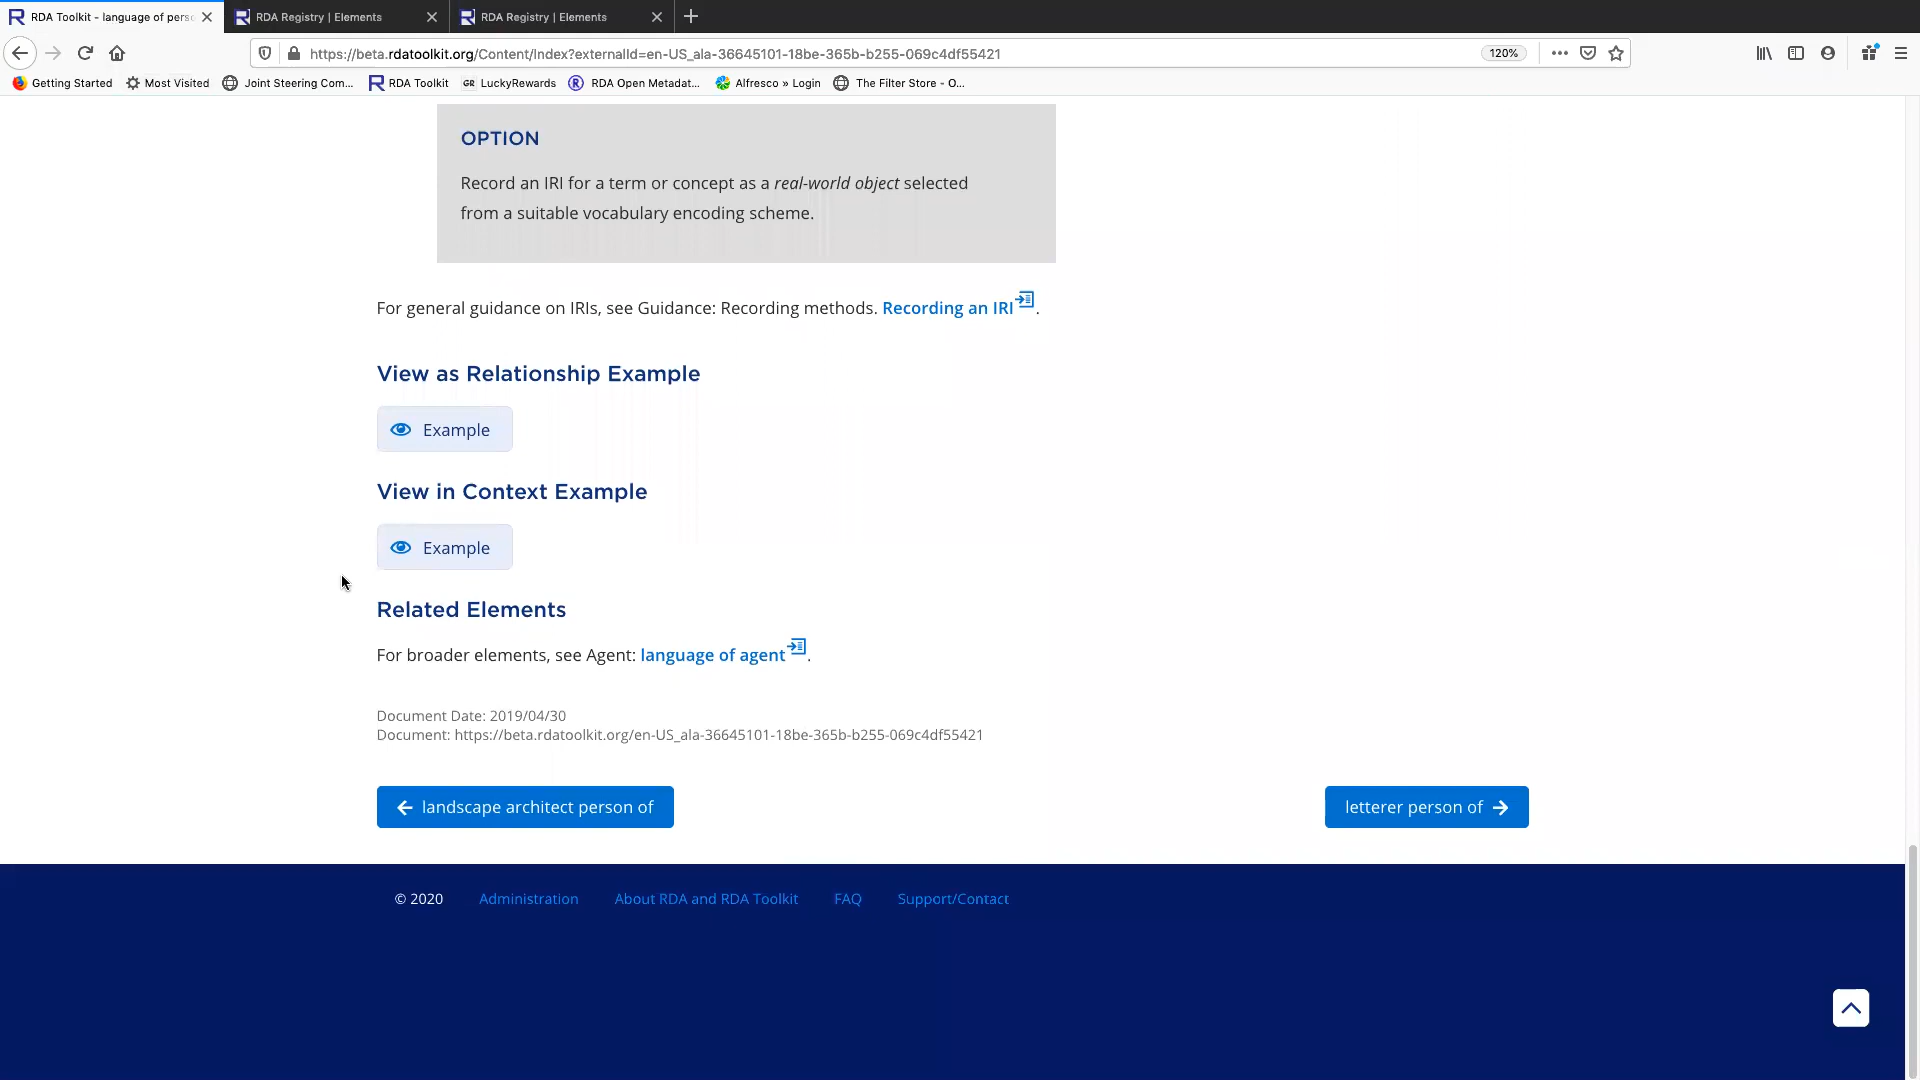 RDA Toolkit - language of pers
RDA Registry | Elements
RDA Registry | Elements
https://beta.rdatoolkit.org/Content/Index?externalId=en-US_ala-36645101-18be-365b-b255-069c4df55421
120%
Getting Started
Most Visited
Joint Steering Com...
RDA Toolkit
GR LuckyRewards
RDA Open Metadat...
Alfresco » Login
The Filter Store - O...
OPTION
Record an IRI for a term or concept as a real-world object selected
from a suitable vocabulary encoding scheme.
For general guidance on IRIs, see Guidance: Recording methods. Recording an IRI.
View as Relationship Example
Example
View in Context Example
Example
Related Elements
For broader elements, see Agent: language of agent.
Document Date: 2019/04/30
Document: https://beta.rdatoolkit.org/en-US_ala-36645101-18be-365b-b255-069c4df55421
← landscape architect person of
letterer person of →
© 2020
Administration
About RDA and RDA Toolkit
FAQ
Support/Contact